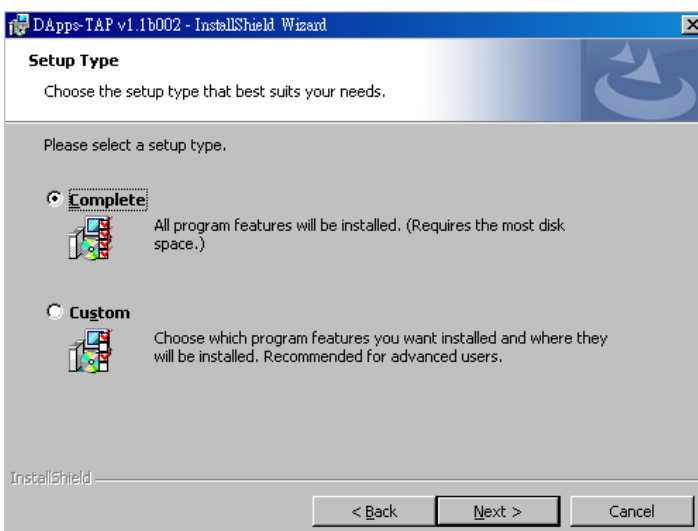 DApps-TAP v1.1b002 - InstallShield Wizard
Setup Type
Choose the setup type that best suits your needs.
Please select a setup type.
Complete
All program features will be installed. (Requires the most disk
space.)
Custom
Choose which program features you want installed and where they
will be installed. Recommended for advanced users.
InstallShield
< Back Next > Cancel